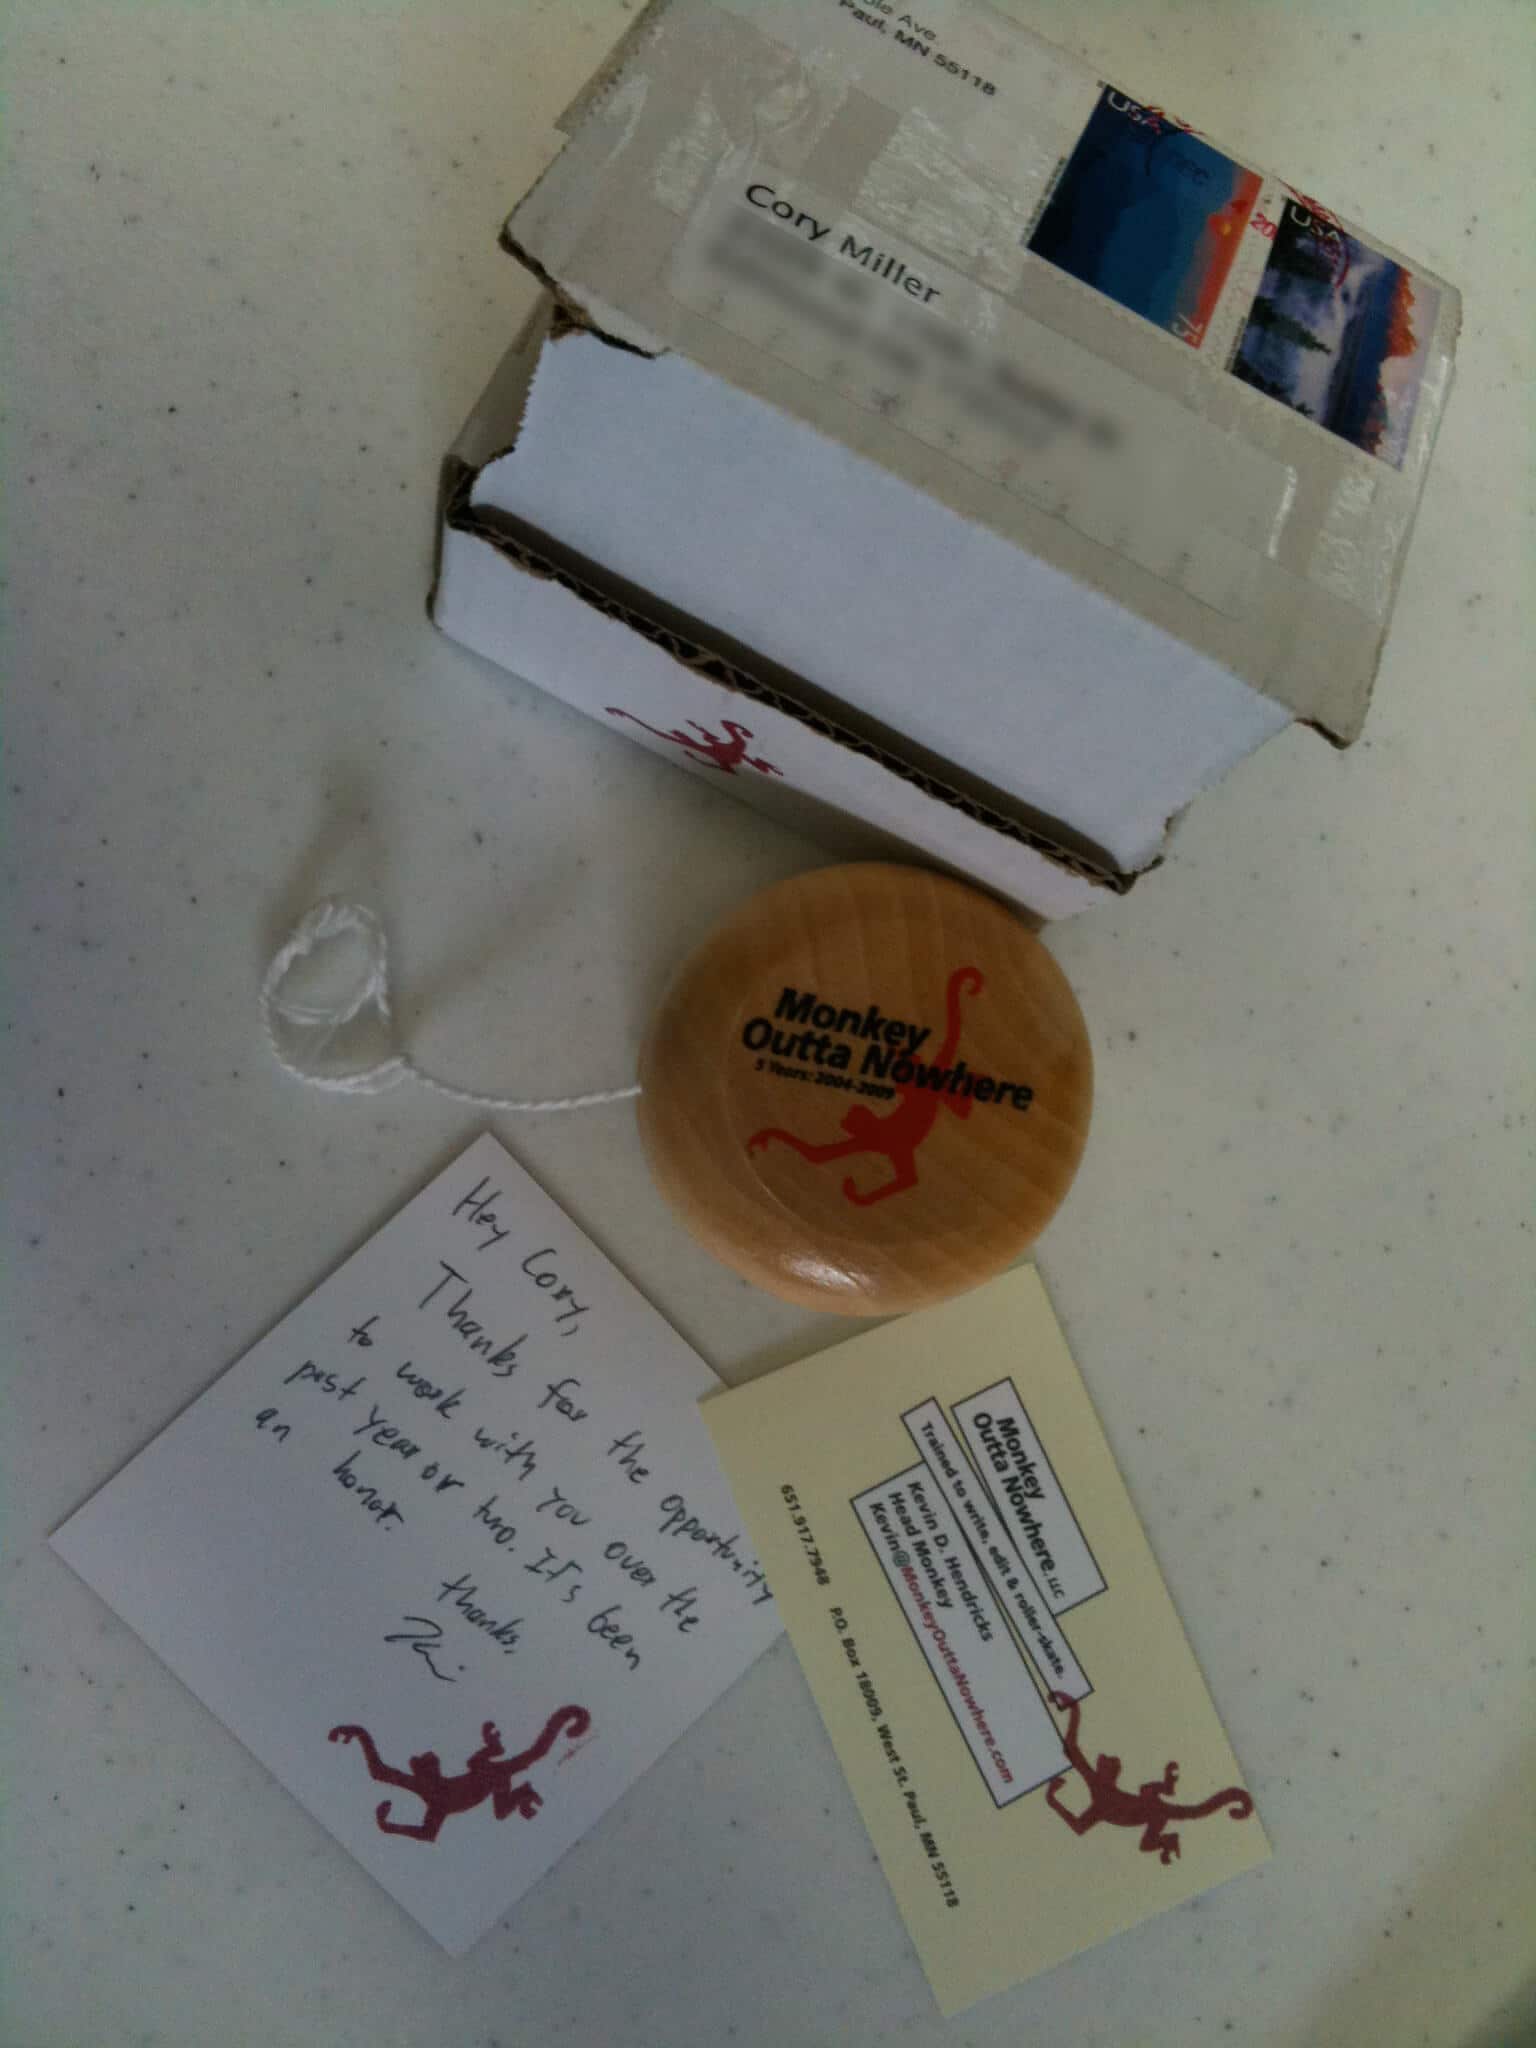 Paul, MN 55118
USA
75
USA
20
Cory Miller
Monkey
Outta Nowhere
5 Years: 2004-2009
Hey Cory,
Thanks for the opportunity
to work with you over the
past year or two. It's been
an honor.
thanks,
Monkey
Outta Nowhere, LLC
Trained to write, edit & roller-skate.
Kevin D. Hendricks
Head Monkey
Kevin@MonkeyOuttaNowhere.com
651.917.7948 P.O. Box 18009, West St. Paul, MN 55118